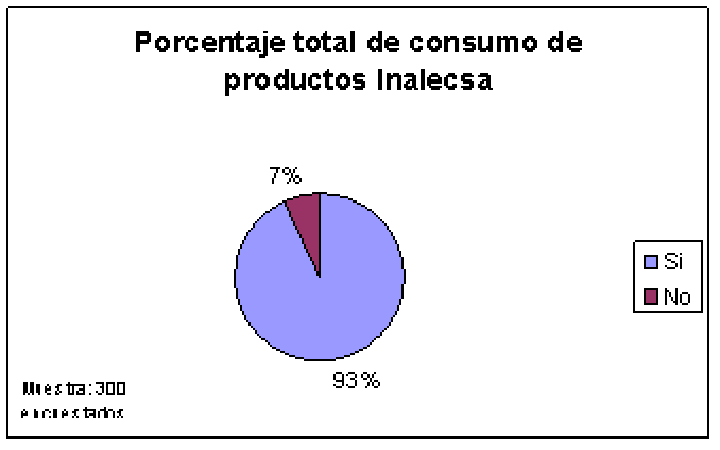 Porcentaje total de consumo de
productos Inalecsa
7%
Si
No
93%
Muestra: 300
encuestados